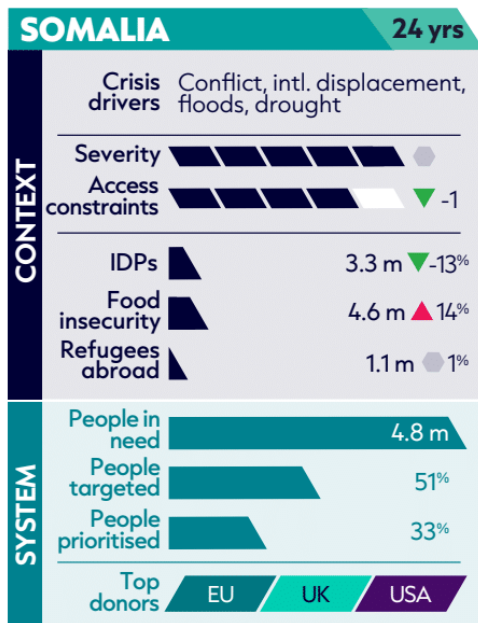 SOMALIA 24 yrs
CONTEXT
Crisis drivers Conflict, intl. displacement, floods, drought
Severity
Access constraints -1
IDPs 3.3 m -13%
Food insecurity 4.6 m 14%
Refugees abroad 1.1 m 1%
SYSTEM
People in need 4.8 m
People targeted 51%
People prioritised 33%
Top donors EU UK USA